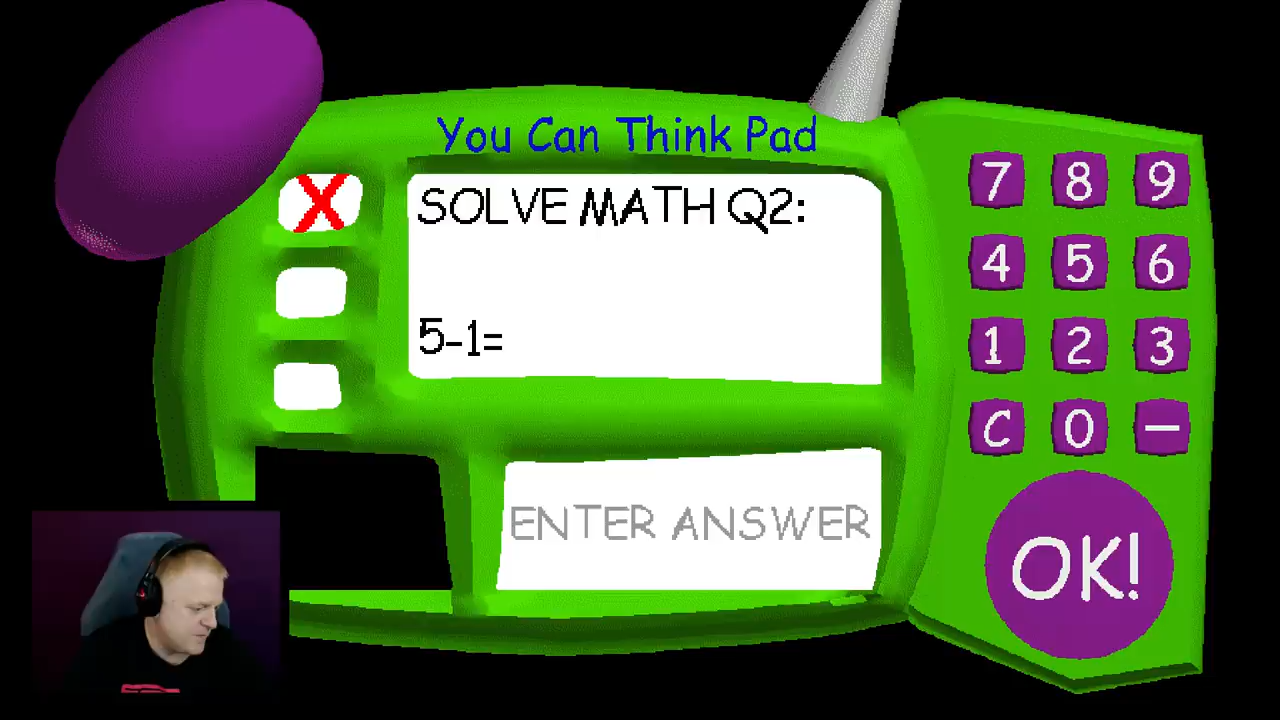 You Can Think Pad
X
SOLVE MATH Q2:
5-1=
ENTER ANSWER
7 8 9
4 5 6
1 2 3
C 0 −
OK!